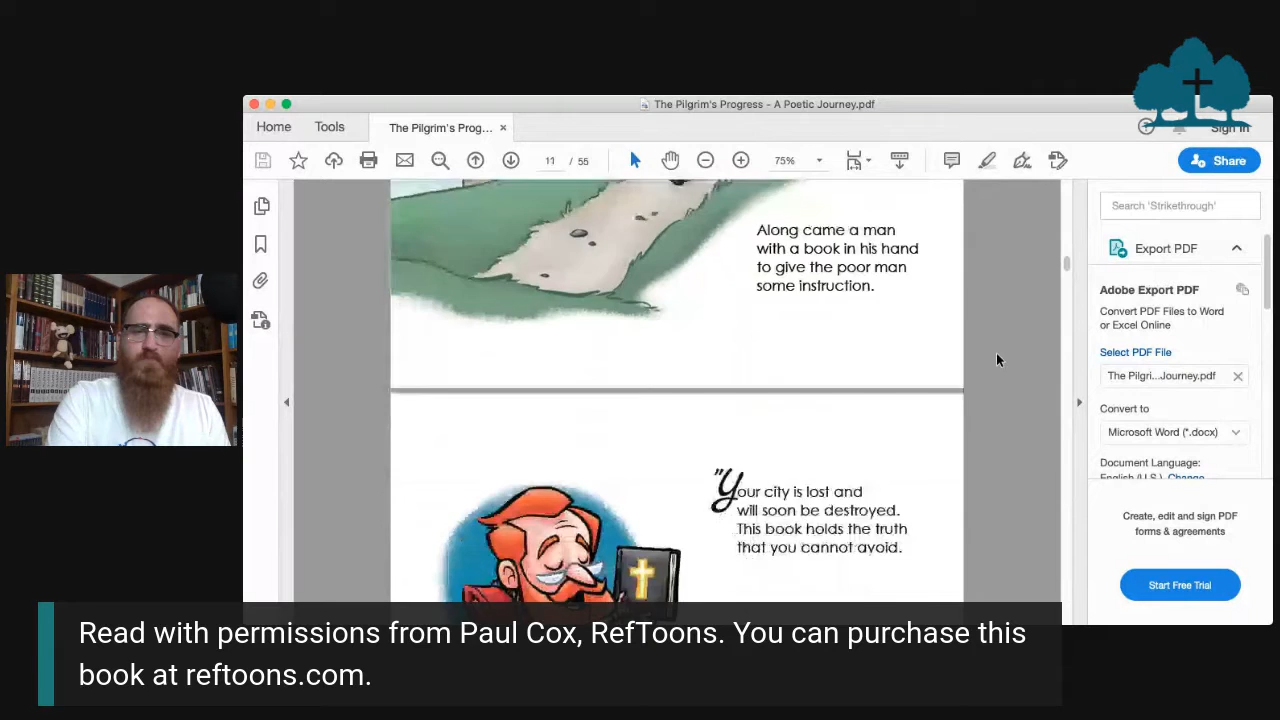 The Pilgrim's Progress - A Poetic Journey.pdf
Home
Tools
The Pilgrim's Prog...
Sign In
11 / 55
75%
Share
Along came a man
with a book in his hand
to give the poor man
some instruction.
"Your city is lost and
will soon be destroyed.
This book holds the truth
that you cannot avoid.
Search 'Strikethrough'
Export PDF
Adobe Export PDF
Convert PDF Files to Word
or Excel Online
Select PDF File
The Pilgri...Journey.pdf
Convert to
Microsoft Word (*.docx)
Document Language:
English (U.S.) Change
Create, edit and sign PDF
forms & agreements
Start Free Trial
Read with permissions from Paul Cox, RefToons. You can purchase this
book at reftoons.com.